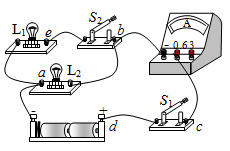 L₁ e S₂ b A
- 0.6 3
a L₂
- + d S₁ c